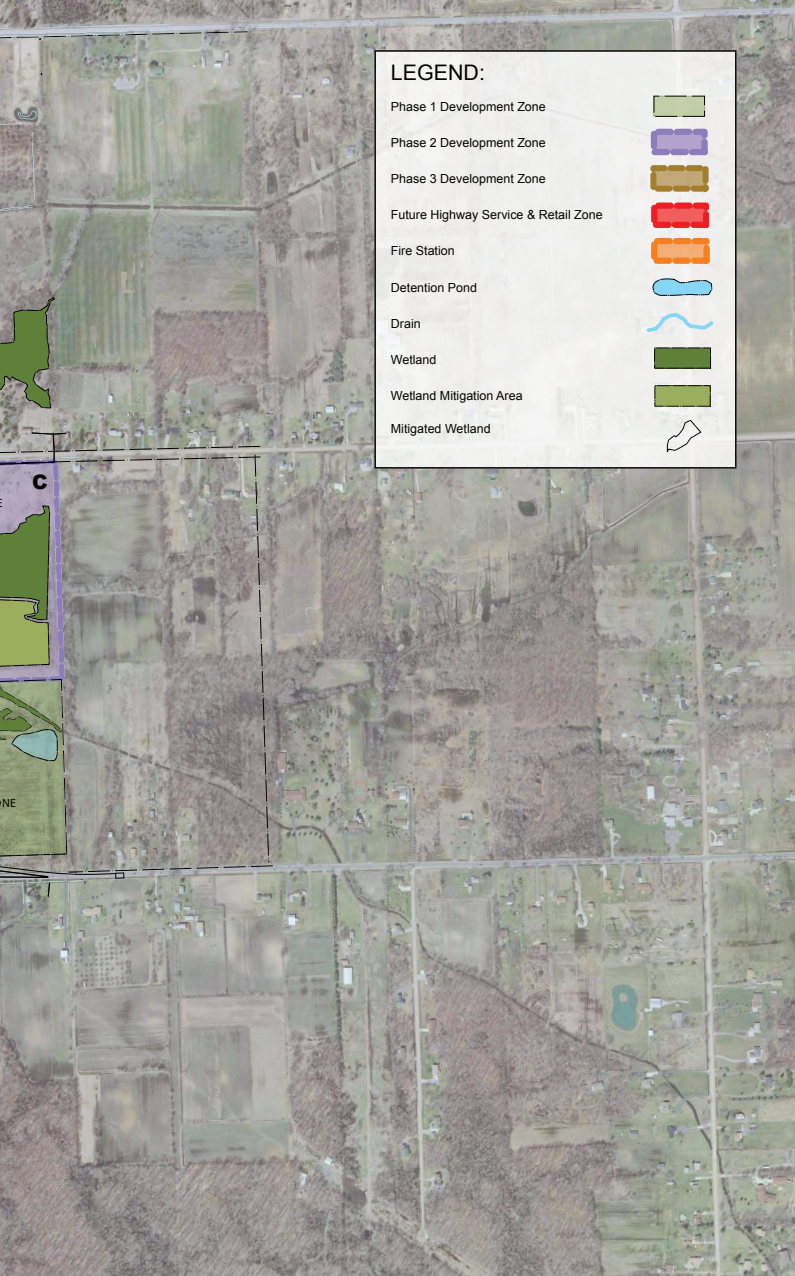 LEGEND:
Phase 1 Development Zone
Phase 2 Development Zone
Phase 3 Development Zone
Future Highway Service & Retail Zone
Fire Station
Detention Pond
Drain
Wetland
Wetland Mitigation Area
Mitigated Wetland
C
E
ONE